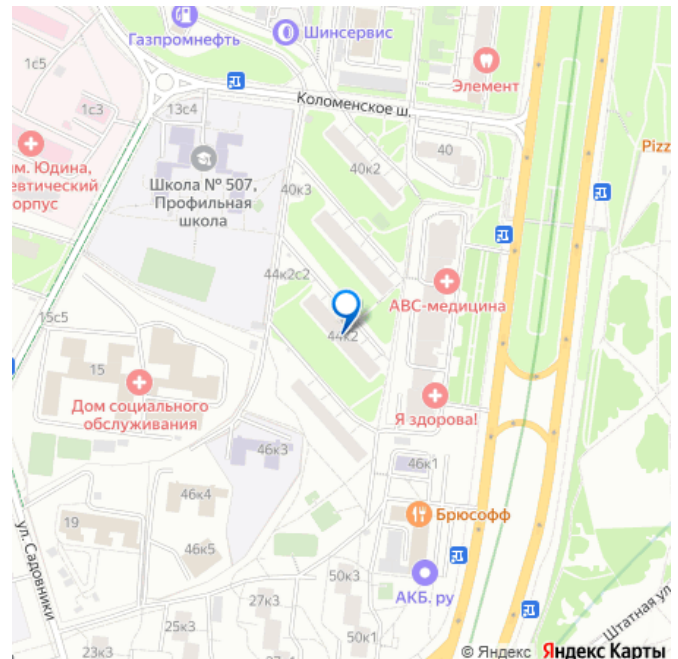 Газпромнефть
Шинсервис
1с5
Элемент
1с3
13с4
Коломенское ш.
40
Pizz
им. Юдина,
евтический
орпус
Школа № 507,
Профильная
школа
40к2
40к3
44к2с2
АВС-медицина
15с5
44к2
15
Дом социального
обслуживания
Я здорова!
46к3
46к1
46к4
Брюсофф
19
ул. Садовники
46к5
50к3
АКБ. ру
27к3
Штатная ул
25к3
50к1
23к3
© Яндекс Яндекс Карты